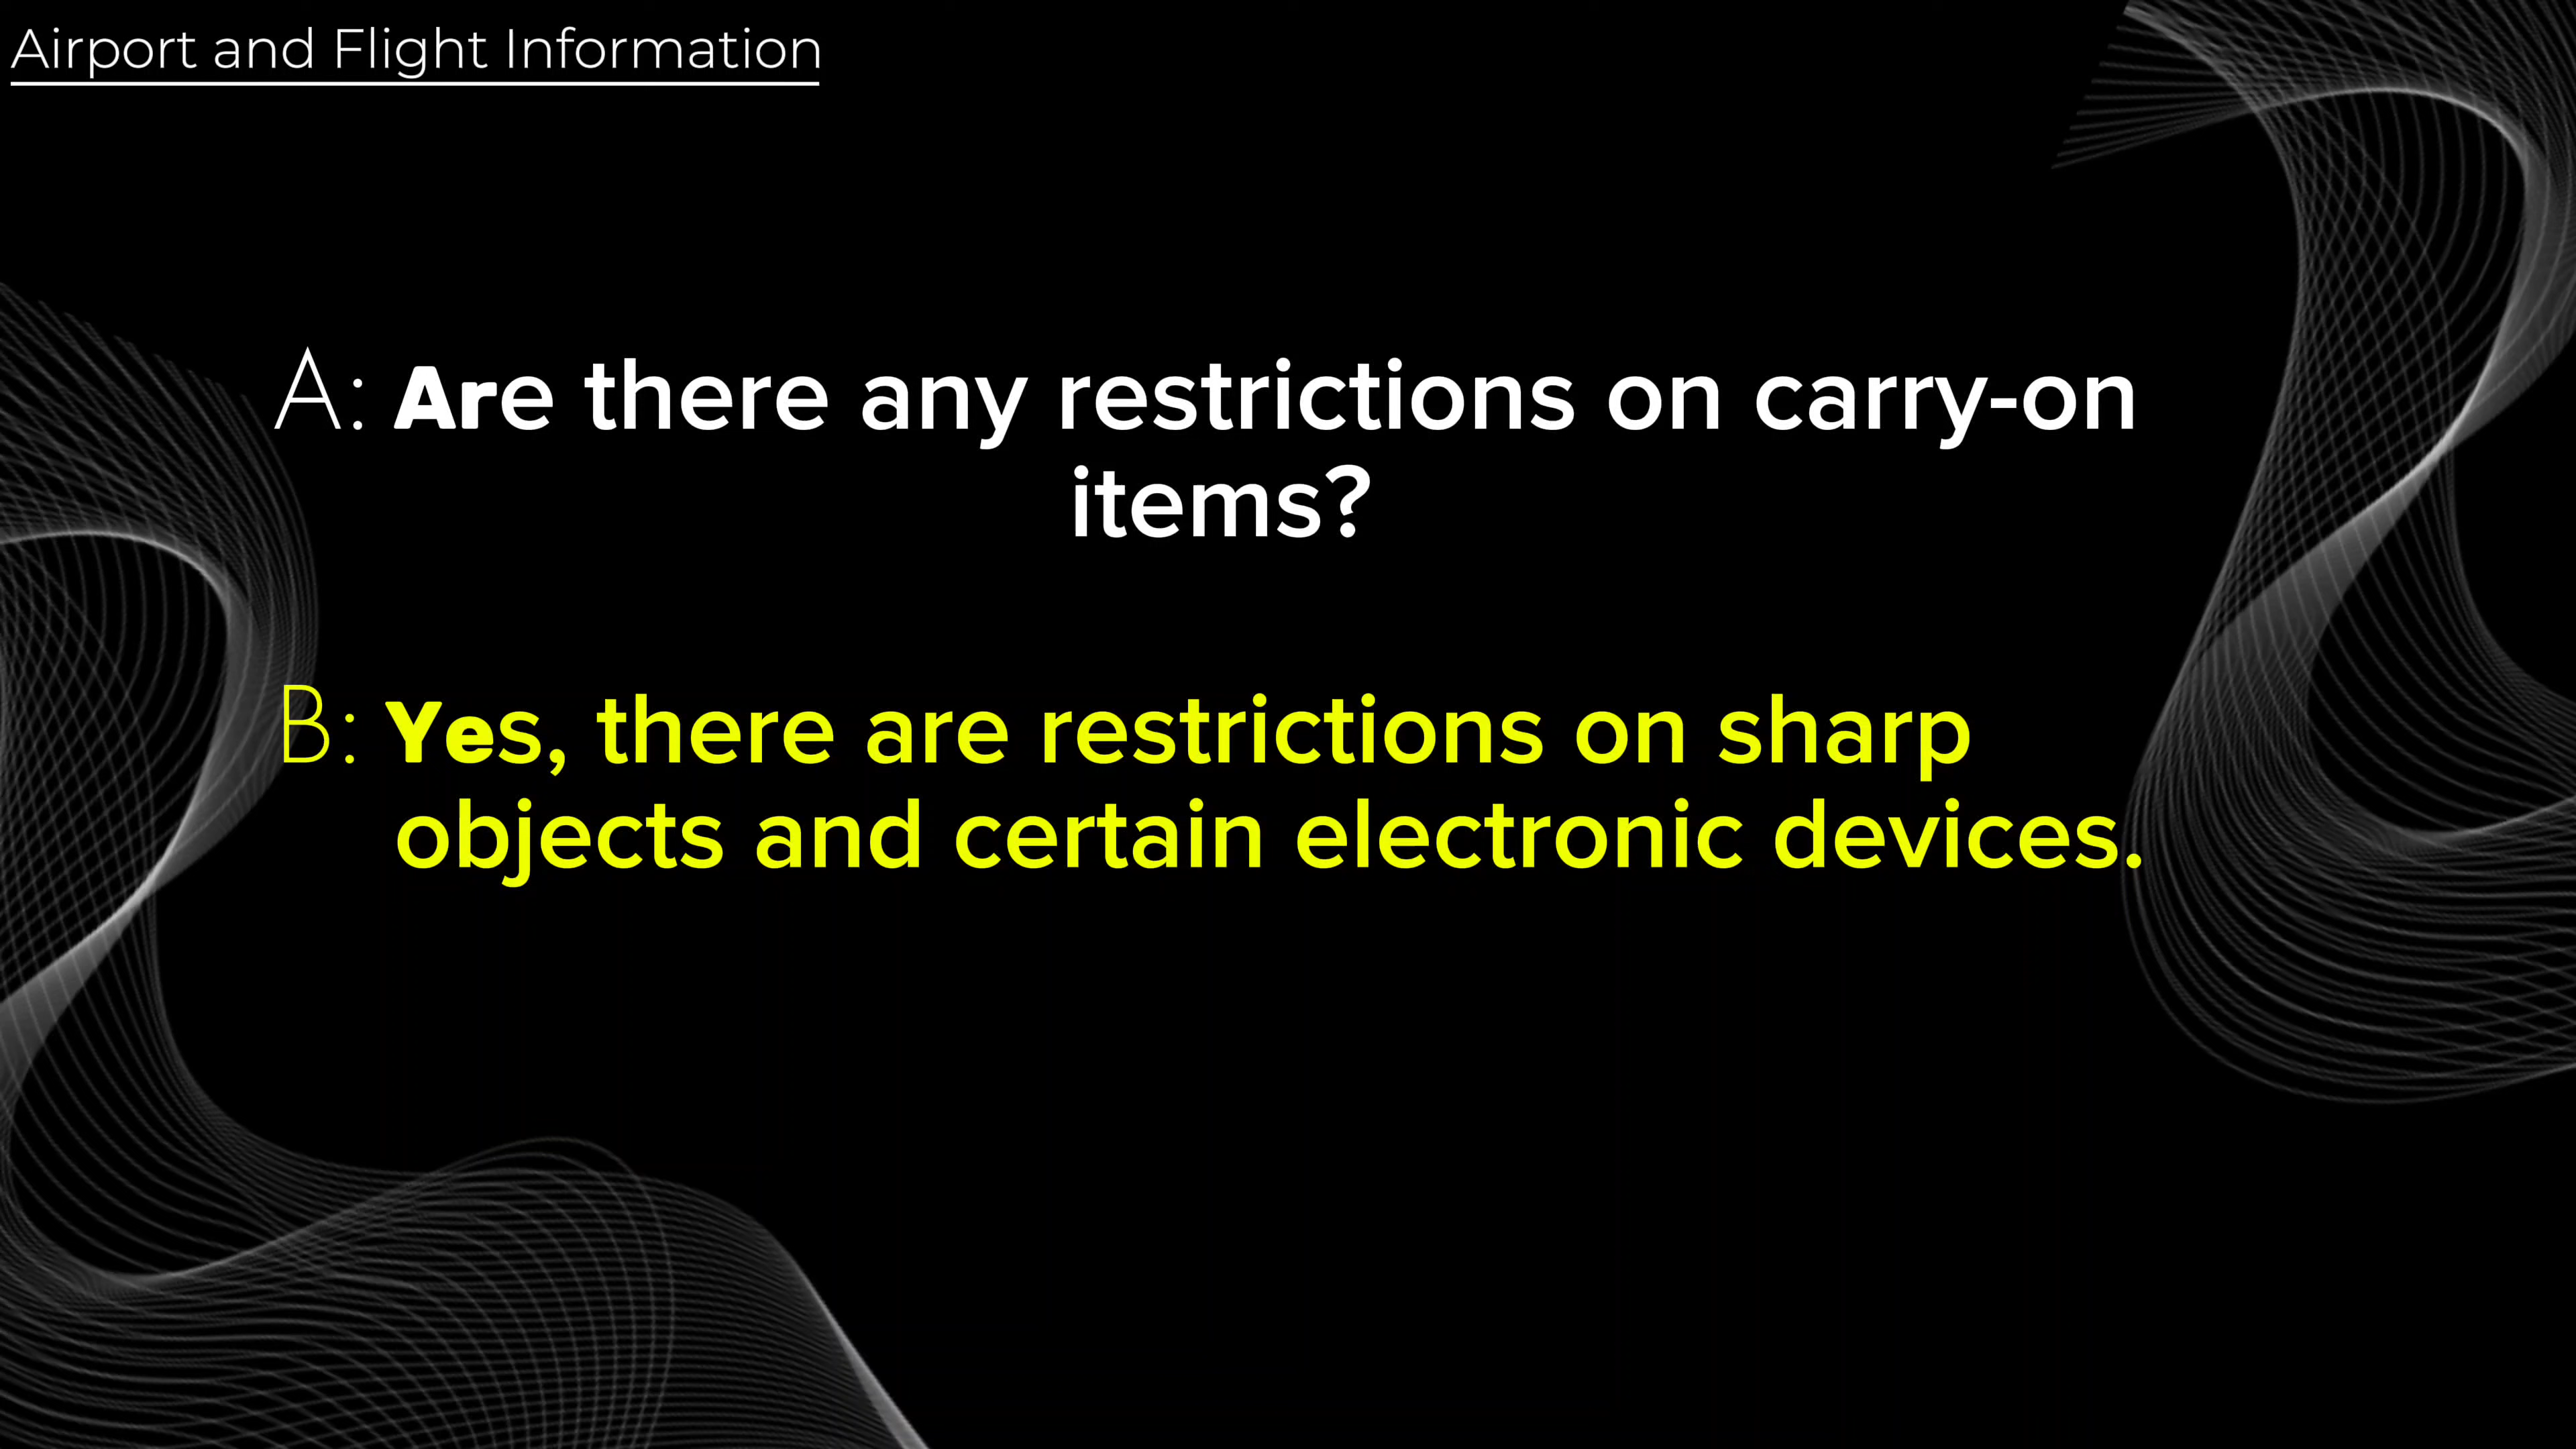 Airport and Flight Information
A: Are there any restrictions on carry-on
items?
B: Yes, there are restrictions on sharp
objects and certain electronic devices.